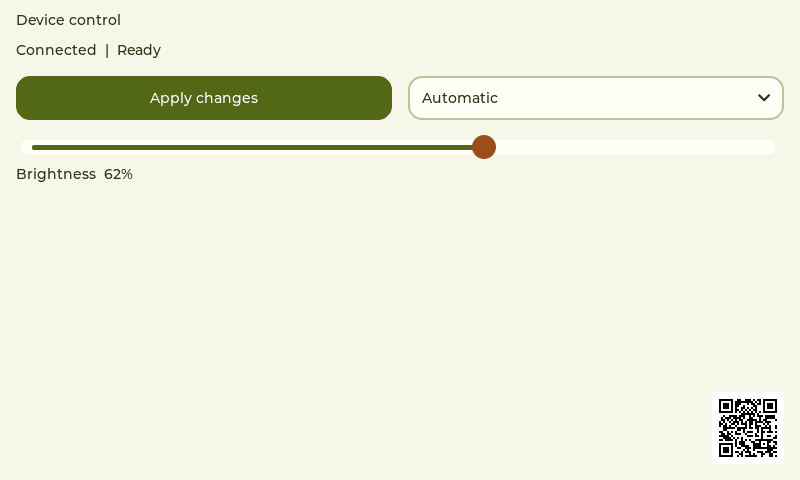 Device control
Connected | Ready
Apply changes
Automatic
Brightness 62%